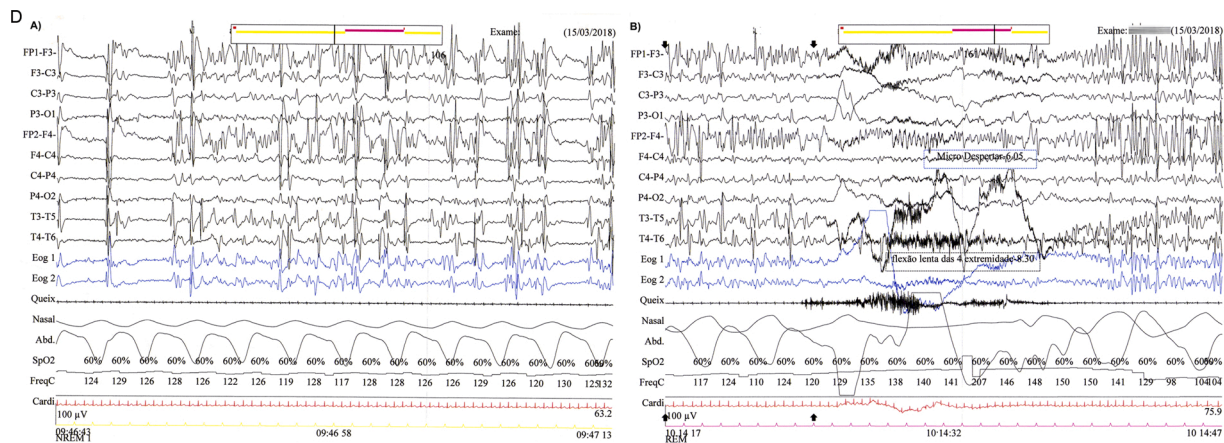 D
A)
Exame:
(15/03/2018)
106
FP1-F3-
F3-C3
C3-P3
P3-O1
FP2-F4-
F4-C4
C4-P4
P4-O2
T3-T5
T4-T6
Eog 1
Eog 2
Queix
Nasal
Abd.
SpO2 60% 60% 60% 60% 60% 60% 60% 60% 60% 60% 60% 60% 60% 60%
FreqC 124 129 126 128 126 122 126 119 128 117 128 128 126 129 126 120 130 125 132
Cardi
100 µV
63.2
09:46:43
09:46 58
09:47 13
NREM 1
B)
Exame:
(15/03/2018)
FP1-F3-
F3-C3
C3-P3
P3-O1
FP2-F4-
F4-C4
Micro Despertar-6.05
C4-P4
P4-O2
T3-T5
T4-T6
Eog 1
flexão lenta das 4 extremidade-8.30
Eog 2
Queix
Nasal
Abd.
SpO2 60% 60% 60% 60% 60% 60% 60% 60% 60% 60% 60% 60% 60%
FreqC 117 124 110 124 120 129 135 138 140 141 207 146 148 150 150 141 129 98 104 104
Cardi
100 µV
75.9
10 14 17
10:14:32
10 14:47
REM